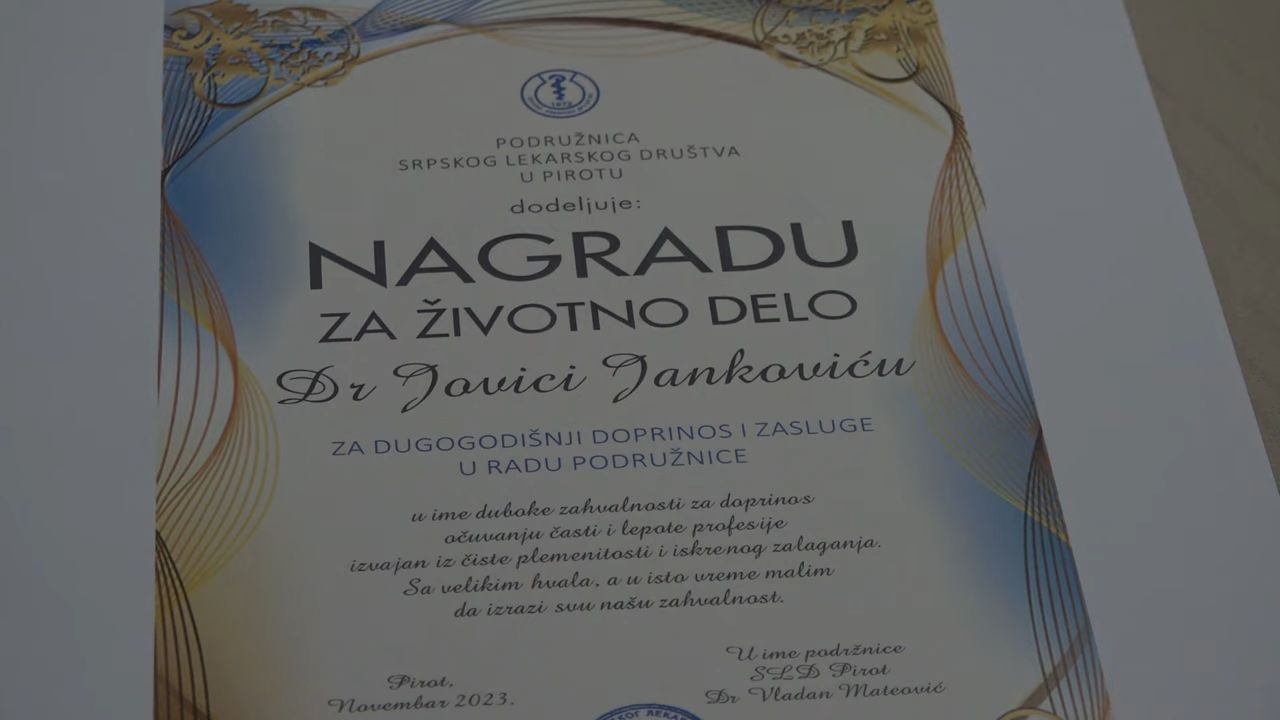 1872
PODRUŽNICA
SRPSKOG LEKARSKOG DRUŠTVA
U PIROTU
dodeljuje:
NAGRADU
ZA ŽIVOTNO DELO
Dr Jovici Jankoviću
ZA DUGOGODIŠNJI DOPRINOS I ZASLUGE
U RADU PODRUŽNICE
u ime duboke zahvalnosti za doprinos
očuvanju časti i lepote profesije
izvajan iz čiste plemenitosti i iskrenog zalaganja.
Sa velikim hvala, a u isto vreme malim
da izrazi svu našu zahvalnost.
Pirot,
Novembar 2023.
U ime podržnice
SLD Pirot
Dr Vladan Mateović